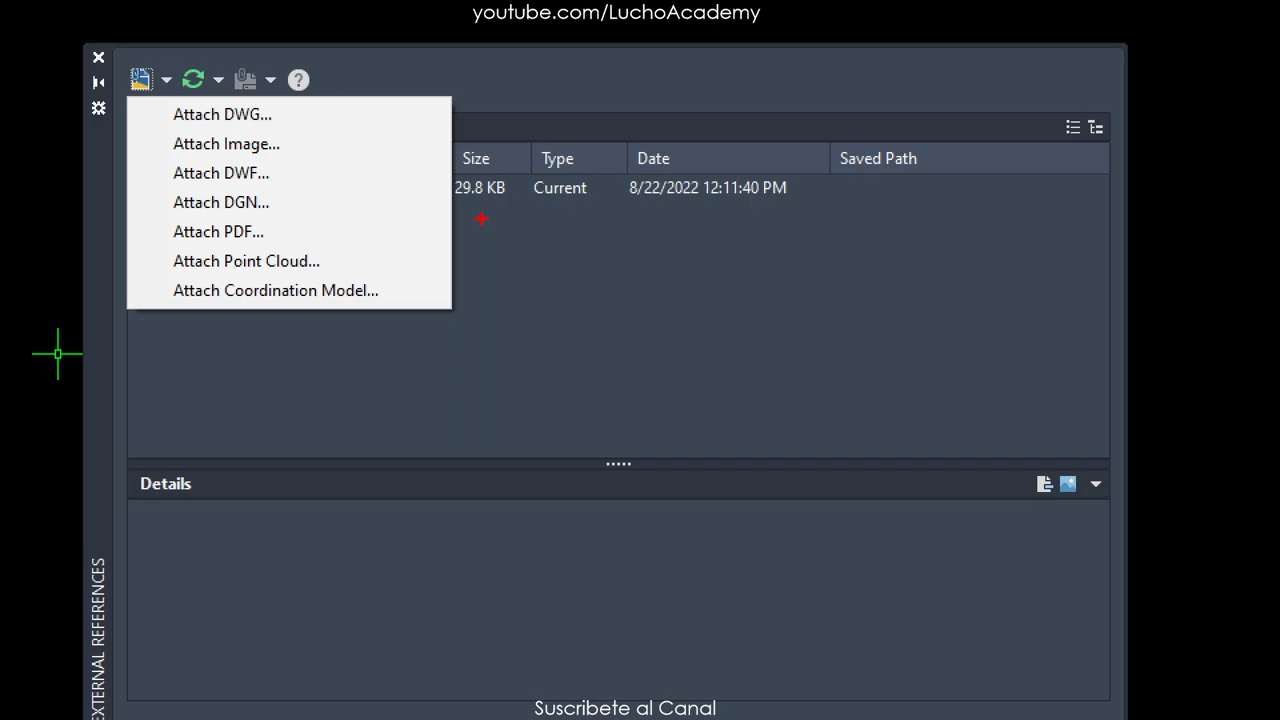 youtube.com/LuchoAcademy
Attach DWG...
Attach Image...
Attach DWF...
Attach DGN...
Attach PDF...
Attach Point Cloud...
Attach Coordination Model...
Size Type Date Saved Path
29.8 KB Current 8/22/2022 12:11:40 PM
Details
EXTERNAL REFERENCES
Suscribete al Canal